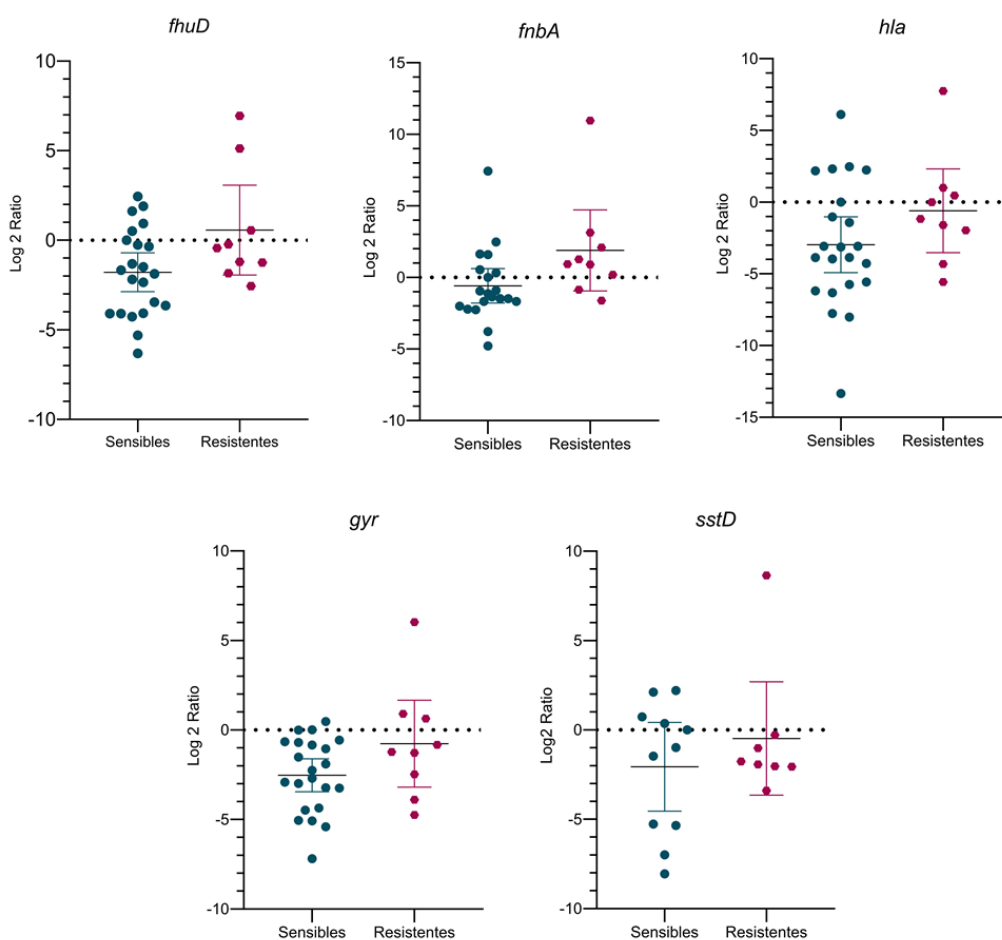 fhuD
10
5
0
-5
-10
Log 2 Ratio
Sensibles
Resistentes
fnbA
15
10
5
0
-5
-10
Log 2 Ratio
Sensibles
Resistentes
hla
10
5
0
-5
-10
-15
Log 2 Ratio
Sensibles
Resistentes
gyr
10
5
0
-5
-10
Log 2 Ratio
Sensibles
Resistentes
sstD
10
5
0
-5
-10
Log2 Ratio
Sensibles
Resistentes